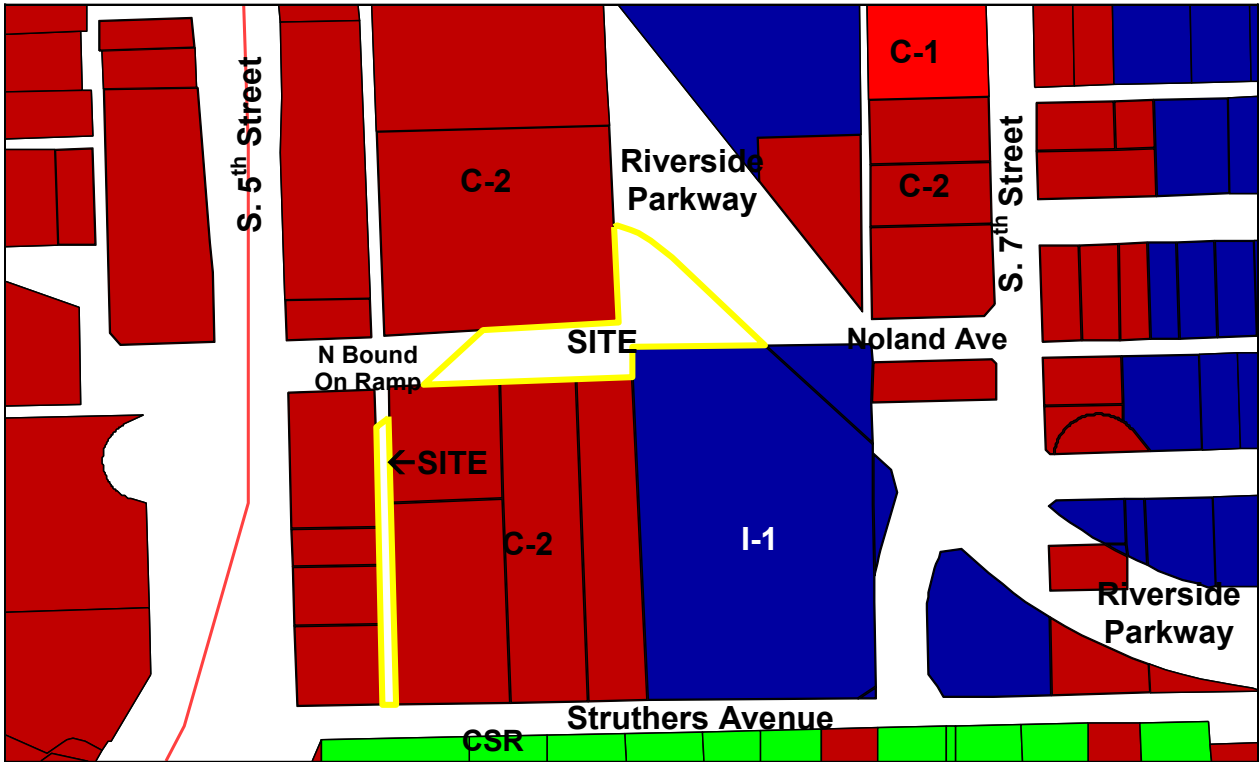 C-1
S. 5th Street
C-2
Riverside
Parkway
C-2
S. 7th Street
SITE
Noland Ave
N Bound
On Ramp
←SITE
C-2
I-1
Riverside
Parkway
Struthers Avenue
CSR